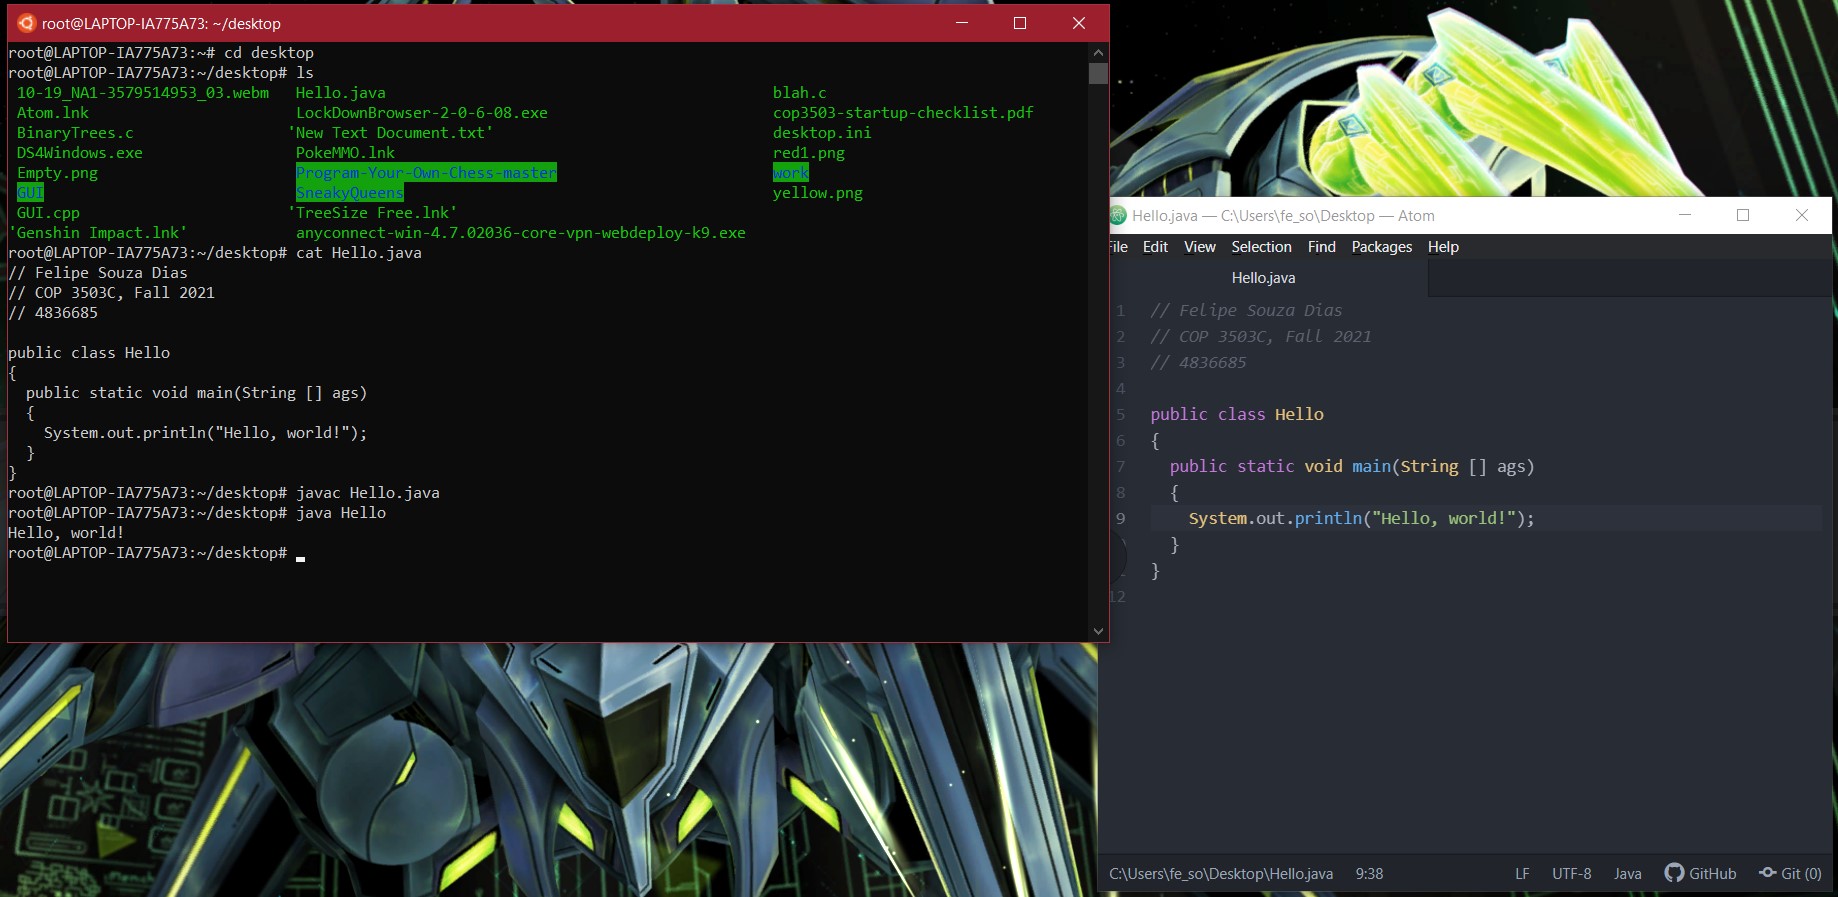 root@LAPTOP-IA775A73: ~/desktop
root@LAPTOP-IA775A73:~# cd desktop
root@LAPTOP-IA775A73:~/desktop# ls
10-19_NA1-3579514953_03.webm Hello.java blah.c
Atom.lnk LockDownBrowser-2-0-6-08.exe cop3503-startup-checklist.pdf
BinaryTrees.c 'New Text Document.txt' desktop.ini
DS4Windows.exe PokeMMO.lnk red1.png
Empty.png Program-Your-Own-Chess-master work
GUI SneakyQueens yellow.png
GUI.cpp 'TreeSize Free.lnk'
'Genshin Impact.lnk' anyconnect-win-4.7.02036-core-vpn-webdeploy-k9.exe
root@LAPTOP-IA775A73:~/desktop# cat Hello.java
// Felipe Souza Dias
// COP 3503C, Fall 2021
// 4836685
public class Hello
{
public static void main(String [] ags)
{
System.out.println("Hello, world!");
}
}
root@LAPTOP-IA775A73:~/desktop# javac Hello.java
root@LAPTOP-IA775A73:~/desktop# java Hello
Hello, world!
root@LAPTOP-IA775A73:~/desktop#
Hello.java — C:\Users\fe_so\Desktop — Atom
File Edit View Selection Find Packages Help
Hello.java
1 // Felipe Souza Dias
2 // COP 3503C, Fall 2021
3 // 4836685
4
5 public class Hello
6 {
7 public static void main(String [] ags)
8 {
9 System.out.println("Hello, world!");
}
}
12
C:\Users\fe_so\Desktop\Hello.java 9:38 LF UTF-8 Java GitHub Git (0)